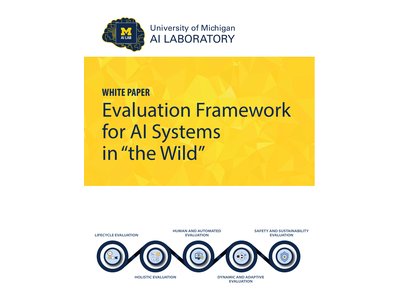 M
AI LAB
University of Michigan
AI LABORATORY
WHITE PAPER
Evaluation Framework
for AI Systems
in “the Wild”
LIFECYCLE EVALUATION
HOLISTIC EVALUATION
HUMAN AND AUTOMATED
EVALUATION
DYNAMIC AND ADAPTIVE
EVALUATION
SAFETY AND SUSTAINABILITY
EVALUATION